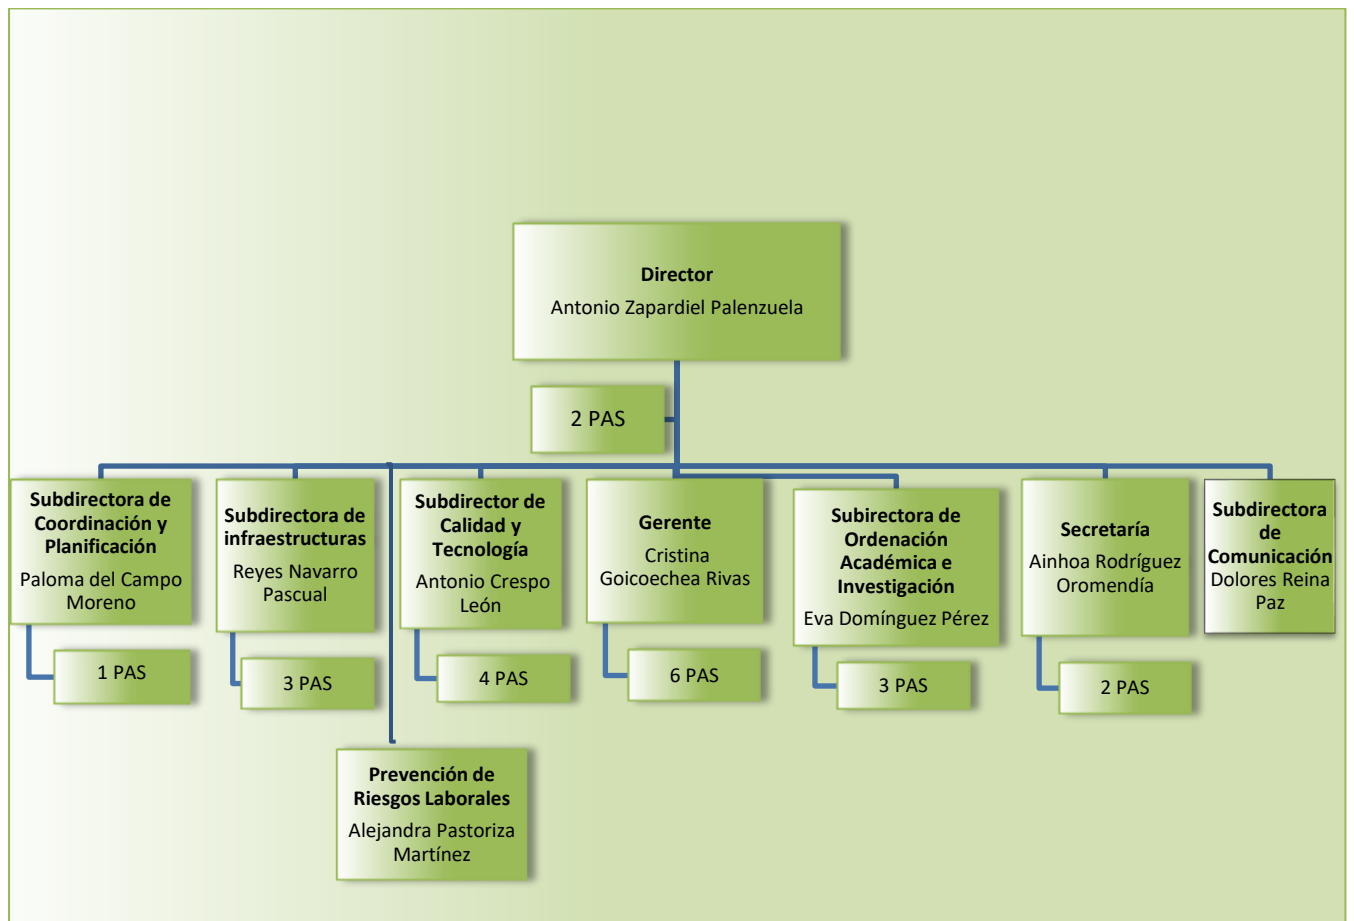 Director
Antonio Zapardiel Palenzuela
2 PAS
Subdirectora de
Coordinación y
Planificación
Paloma del Campo
Moreno
1 PAS
Subdirectora de
infraestructuras
Reyes Navarro
Pascual
3 PAS
Subdirector de
Calidad y
Tecnología
Antonio Crespo
León
4 PAS
Gerente
Cristina
Goicoechea Rivas
6 PAS
Subirectora de
Ordenación
Académica e
Investigación
Eva Domínguez Pérez
3 PAS
Secretaría
Ainhoa Rodríguez
Oromendía
2 PAS
Subdirectora
de
Comunicación
Dolores Reina
Paz
Prevención de
Riesgos Laborales
Alejandra Pastoriza
Martínez